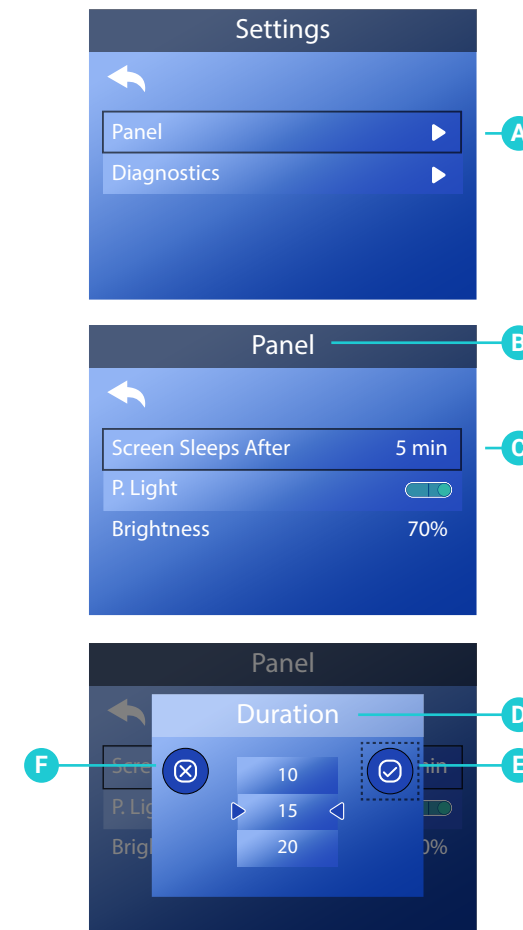 Settings
Panel
A
Diagnostics
Panel
B
Screen Sleeps After 5 min
C
P. Light
Brightness 70%
Panel
Duration
D
F
E
10
15
20